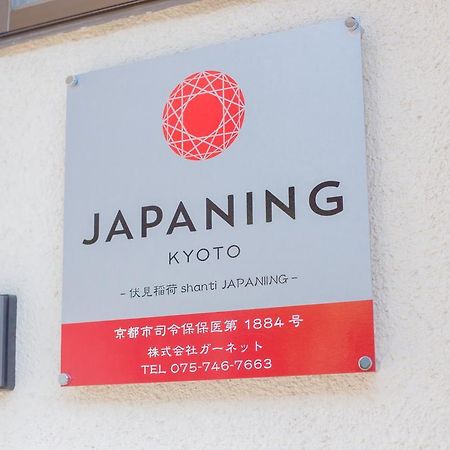 JAPANING
KYOTO
- 伏見稲荷 shanti JAPANIING -
京都市司令保保医第 1884 号
株式会社ガーネット
TEL 075-746-7663